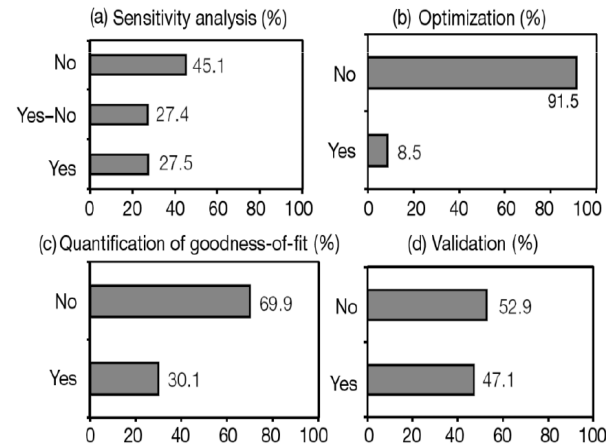 (a) Sensitivity analysis (%)
No
45.1
Yes–No
27.4
Yes
27.5
0 20 40 60 80 100
(b) Optimization (%)
No
91.5
Yes
8.5
0 20 40 60 80 100
(c) Quantification of goodness-of-fit (%)
No
69.9
Yes
30.1
0 20 40 60 80 100
(d) Validation (%)
No
52.9
Yes
47.1
0 20 40 60 80 100